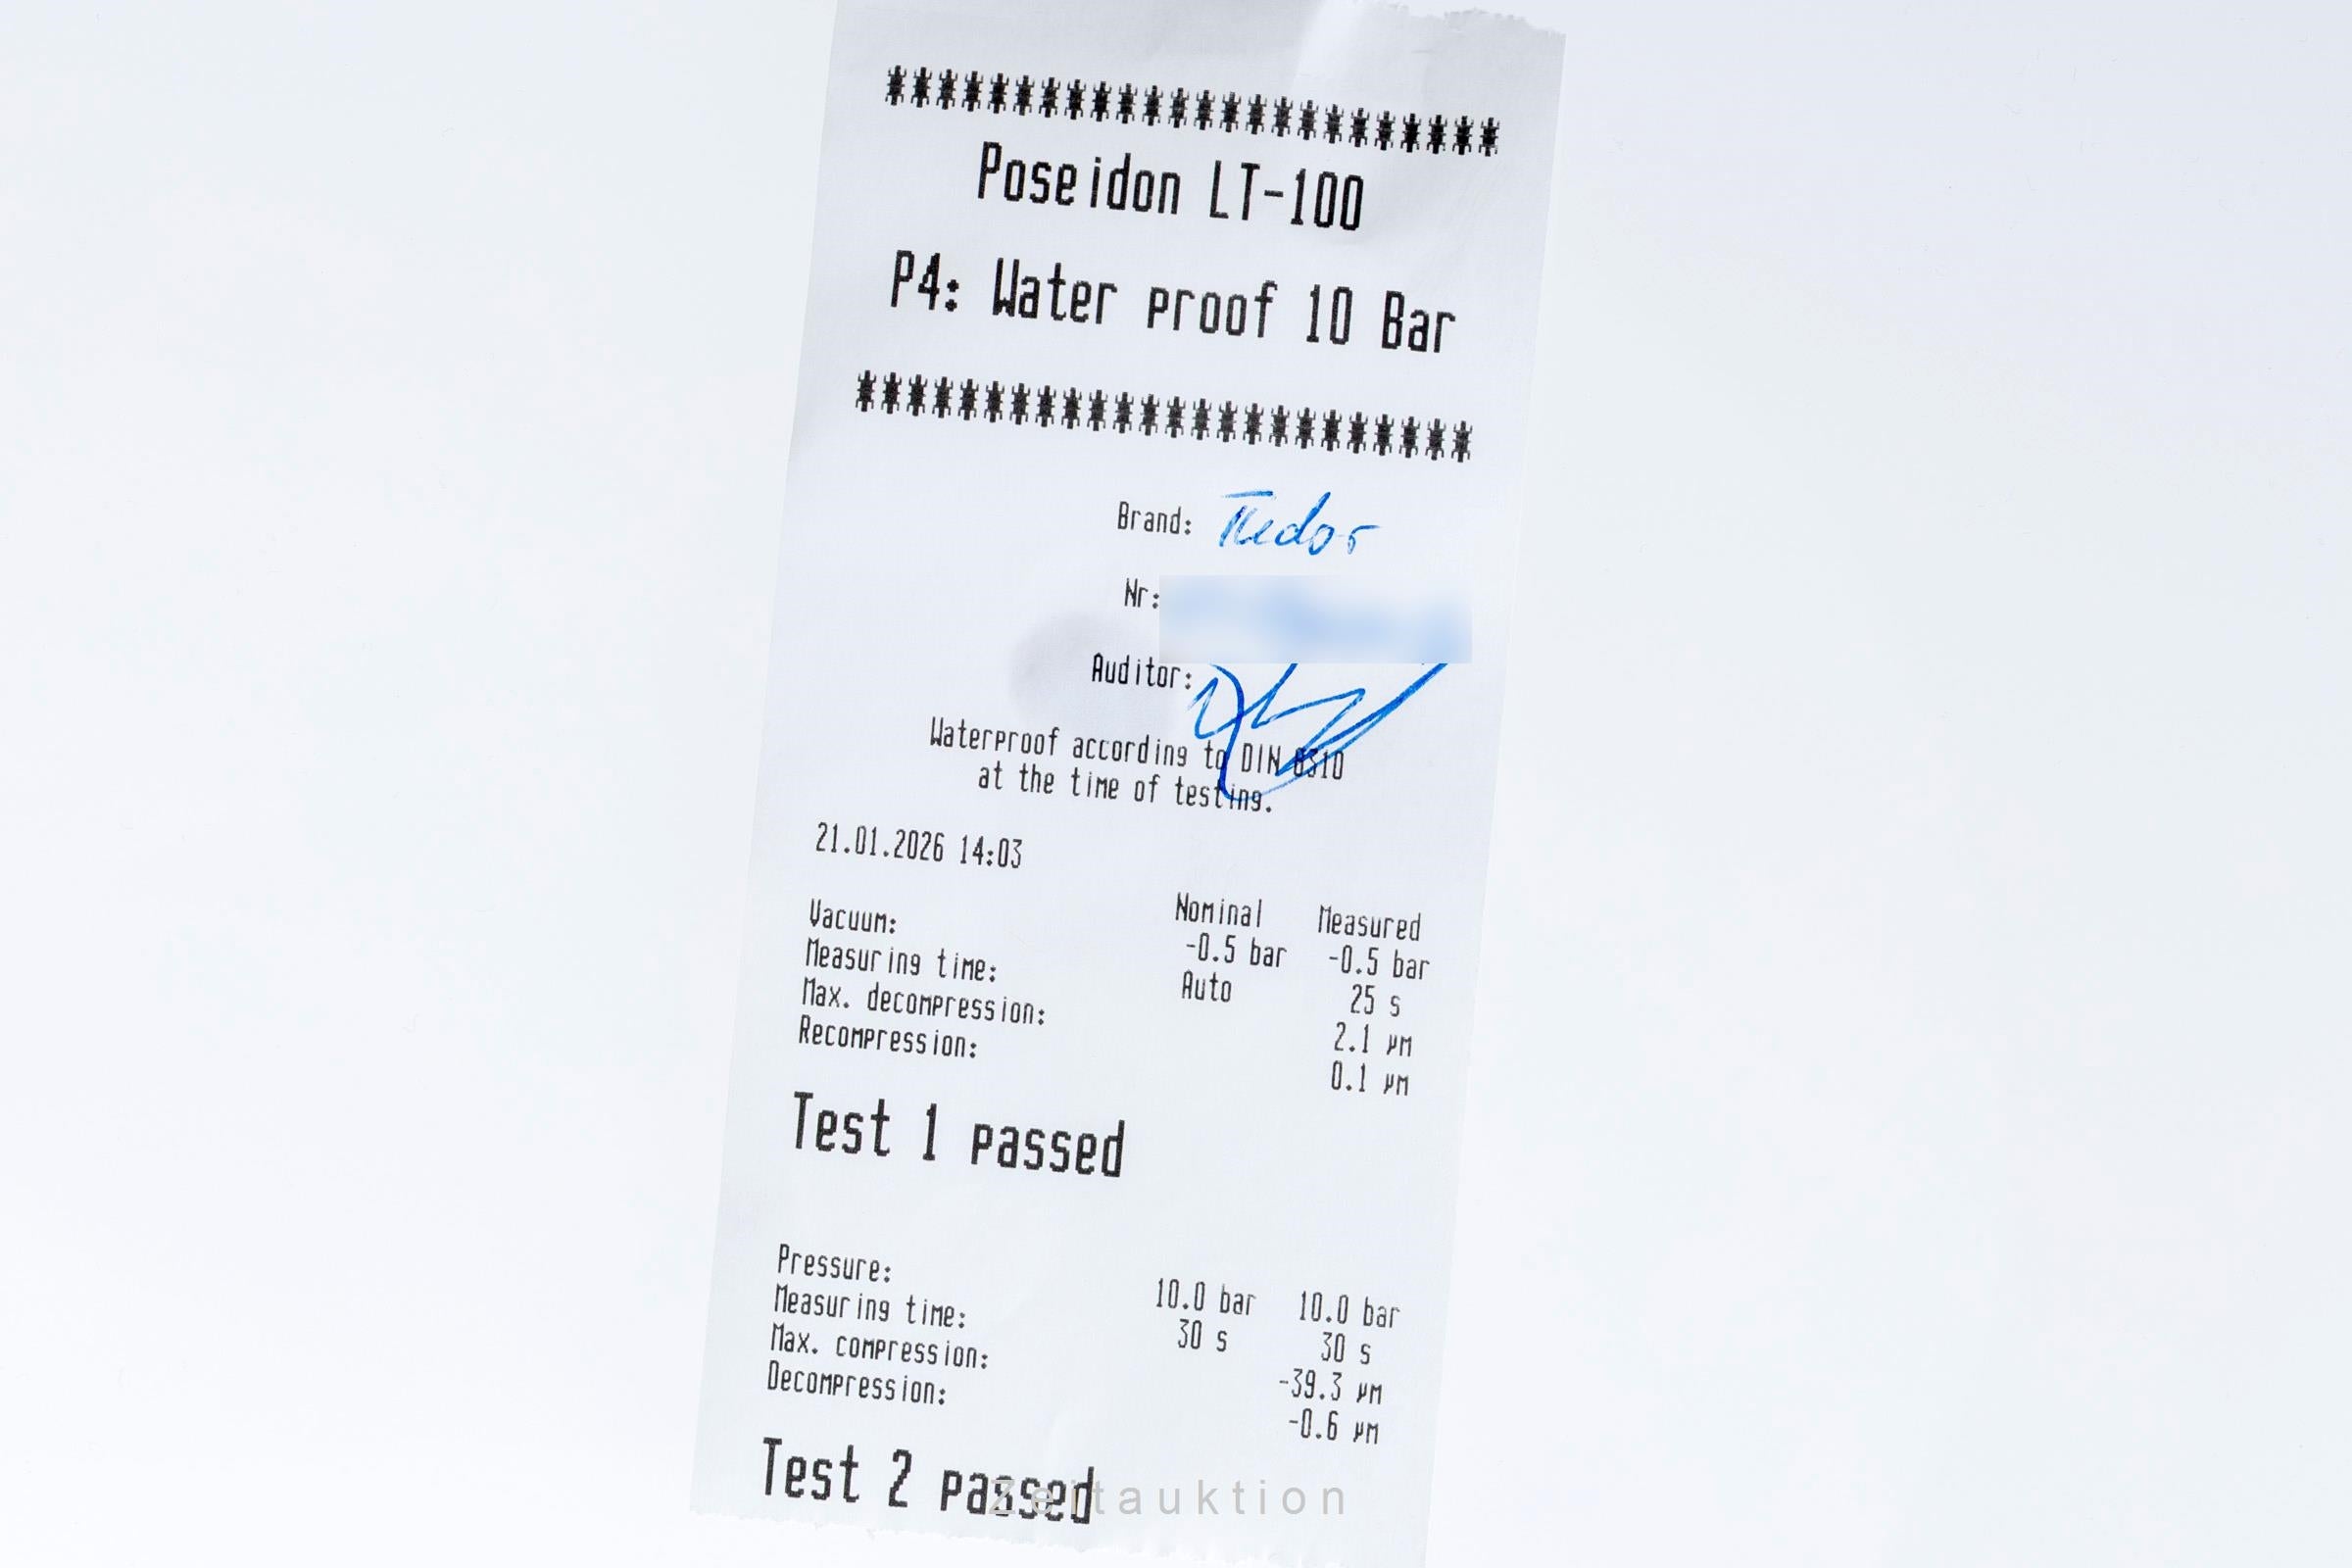 ************************
Poseidon LT-100
P4: Water proof 10 Bar
************************
Brand: Tudor
Nr:
Auditor:
Waterproof according to DIN 8310
at the time of testing.
21.01.2026 14:03
Nominal Measured
Vacuum: -0.5 bar -0.5 bar
Measuring time: Auto 25 s
Max. decompression: 2.1 µm
Recompression: 0.1 µm
Test 1 passed
Pressure: 10.0 bar 10.0 bar
Measuring time: 30 s 30 s
Max. compression: -39.3 µm
Decompression: -0.6 µm
Test 2 passed
Zeitauktion